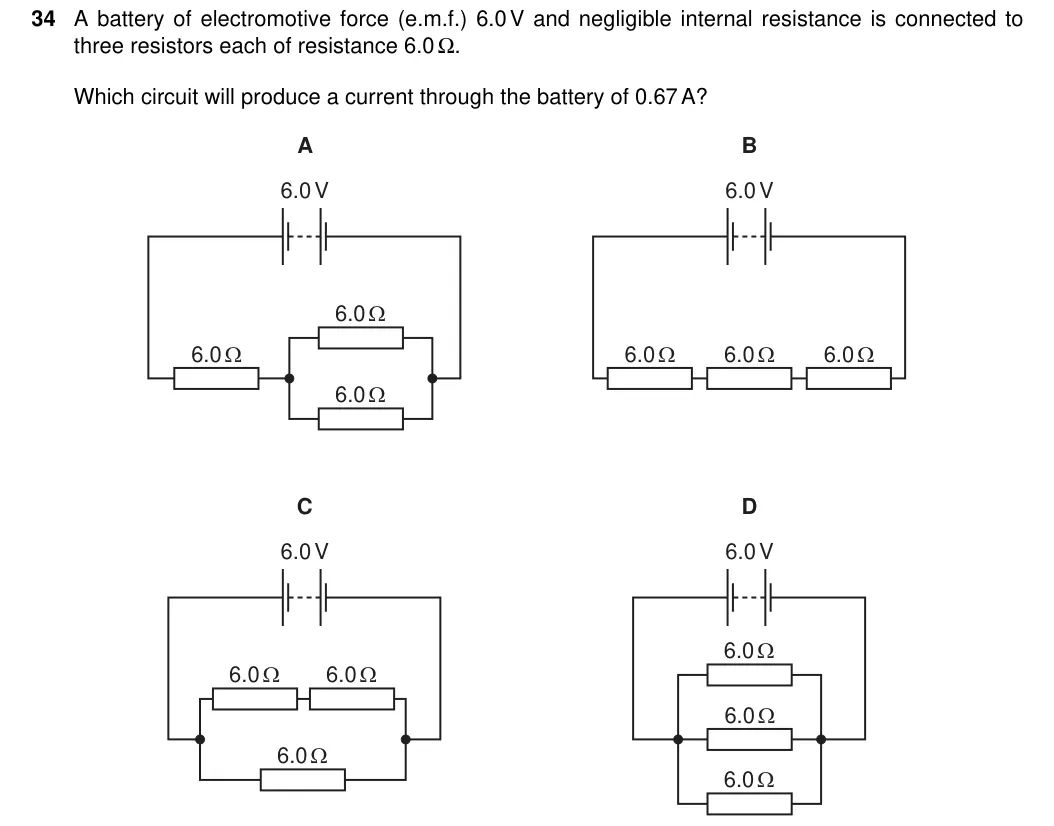 34 A battery of electromotive force (e.m.f.) 6.0 V and negligible internal resistance is connected to
three resistors each of resistance 6.0 Ω.
Which circuit will produce a current through the battery of 0.67 A?
A
6.0 V
6.0 Ω
6.0 Ω
6.0 Ω
B
6.0 V
6.0 Ω 6.0 Ω 6.0 Ω
C
6.0 V
6.0 Ω 6.0 Ω
6.0 Ω
D
6.0 V
6.0 Ω
6.0 Ω
6.0 Ω